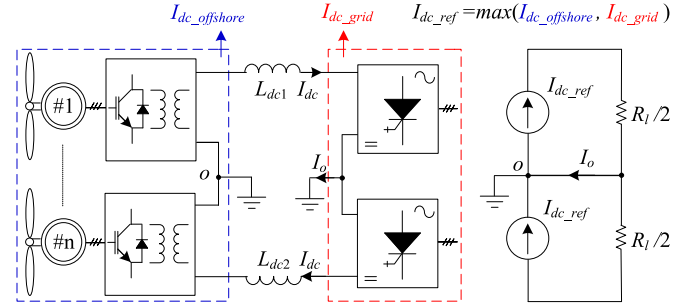 I_dc_offshore
I_dc_grid
I_dc_ref =max(I_dc_offshore, I_dc_grid)
#1
L_dc1
I_dc
=
I_dc_ref
R_l/2
o
I_o
o
I_o
#n
L_dc2
I_dc
=
I_dc_ref
R_l/2